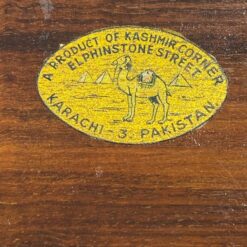 A PRODUCT OF KASHMIR CORNER
ELPHINSTONE STREET
KARACHI - 3. PAKISTAN.